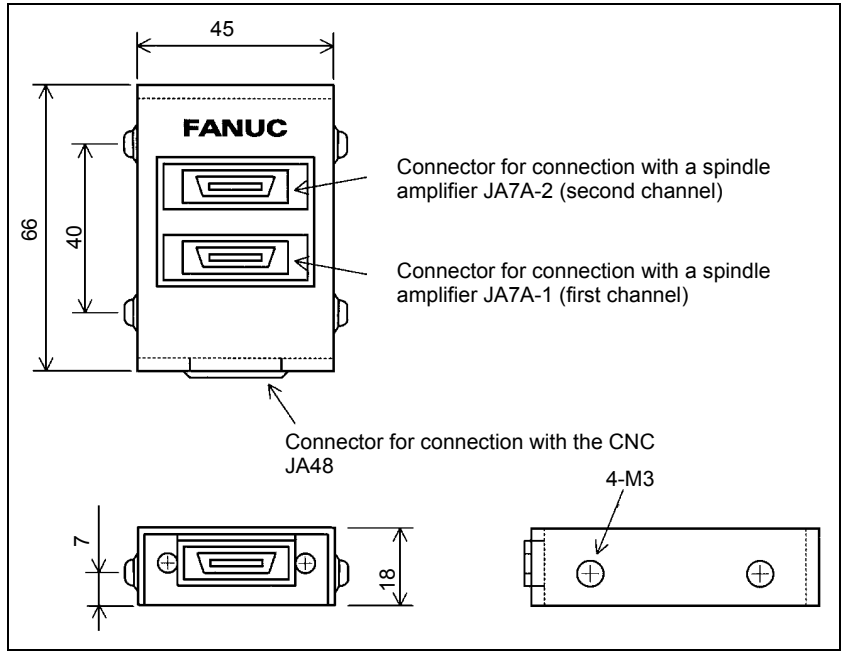 45
FANUC
Connector for connection with a spindle
amplifier JA7A-2 (second channel)
66
40
Connector for connection with a spindle
amplifier JA7A-1 (first channel)
Connector for connection with the CNC
JA48
4-M3
7
18